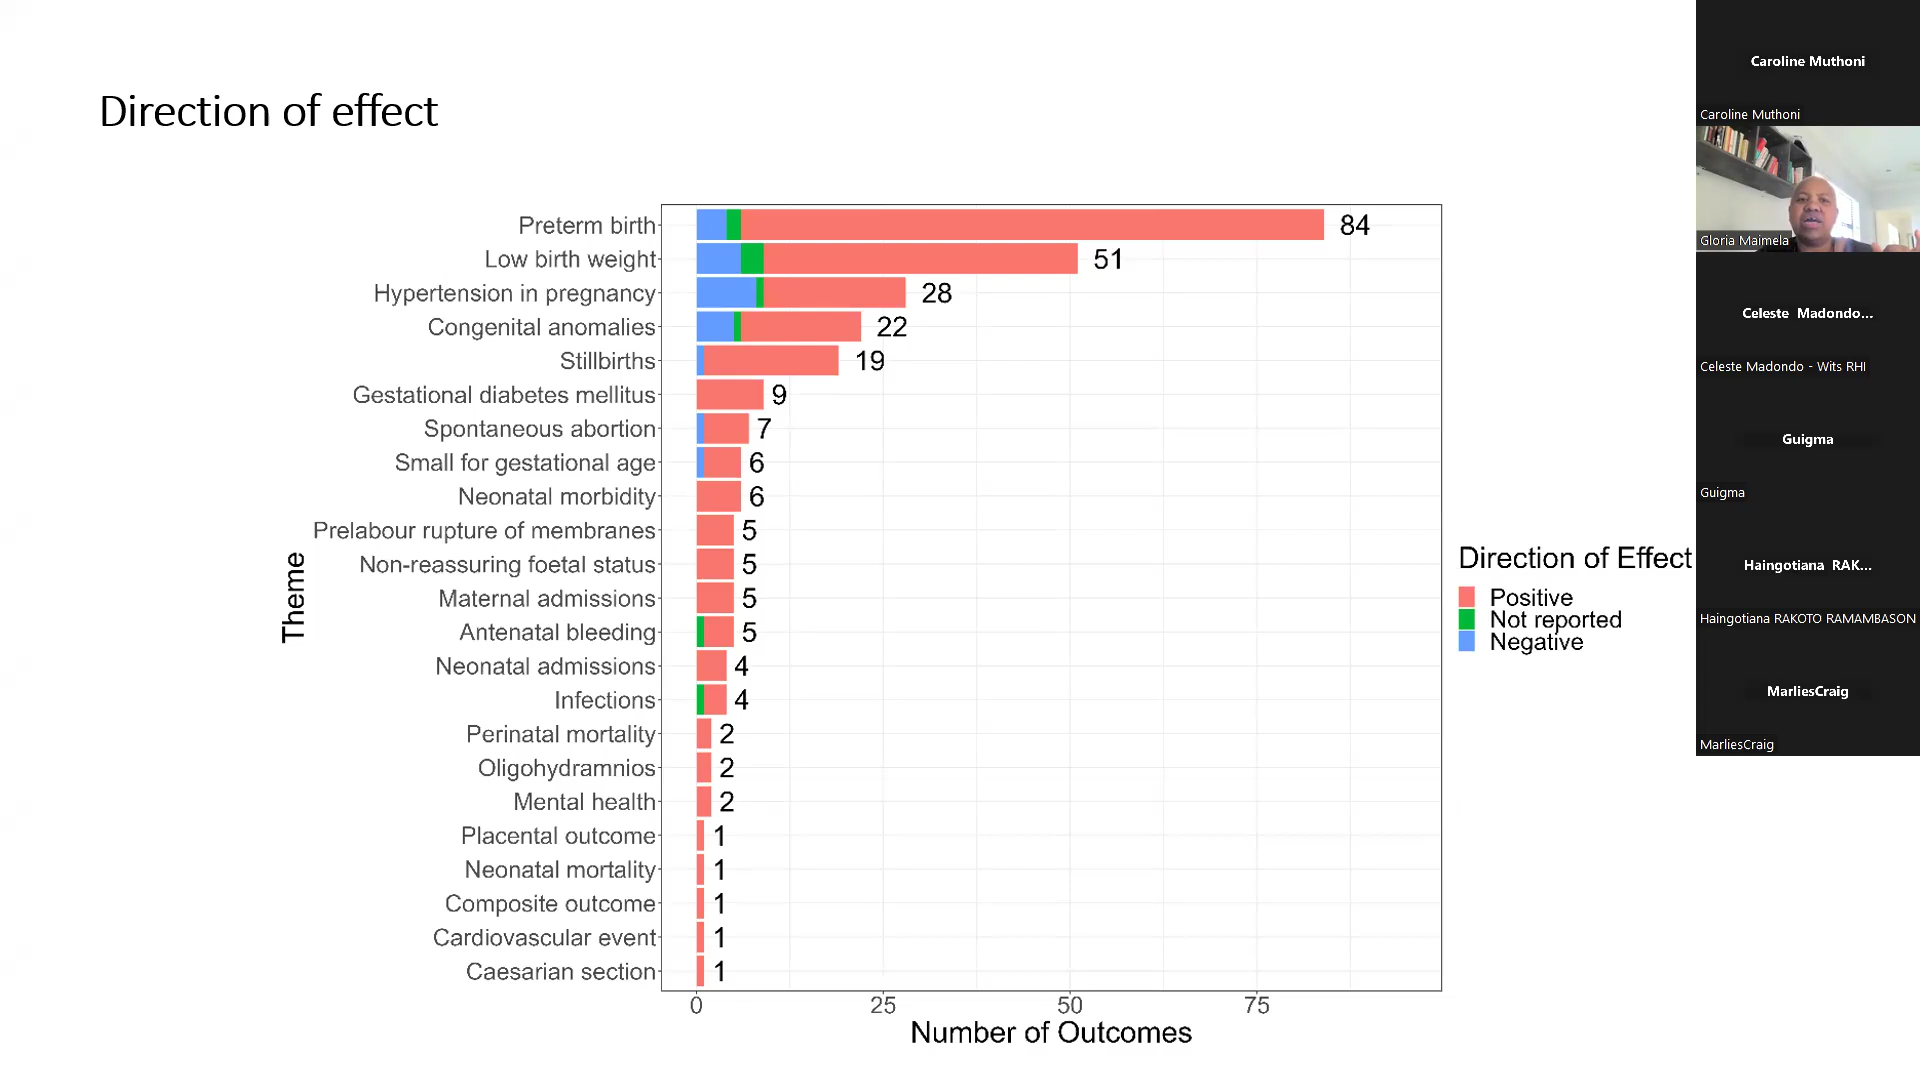 Direction of effect
Preterm birth 84
Low birth weight 51
Hypertension in pregnancy 28
Congenital anomalies 22
Stillbirths 19
Gestational diabetes mellitus 9
Spontaneous abortion 7
Small for gestational age 6
Neonatal morbidity 6
Prelabour rupture of membranes 5
Non-reassuring foetal status 5
Maternal admissions 5
Antenatal bleeding 5
Neonatal admissions 4
Infections 4
Perinatal mortality 2
Oligohydramnios 2
Mental health 2
Placental outcome 1
Neonatal mortality 1
Composite outcome 1
Cardiovascular event 1
Caesarian section 1
Theme
0 25 50 75
Number of Outcomes
Direction of Effect
Positive
Not reported
Negative
Caroline Muthoni
Caroline Muthoni
Gloria Maimela
Celeste Madondo...
Celeste Madondo - Wits RHI
Guigma
Guigma
Haingotiana RAK...
Haingotiana RAKOTO RAMAMBASON
MarliesCraig
MarliesCraig